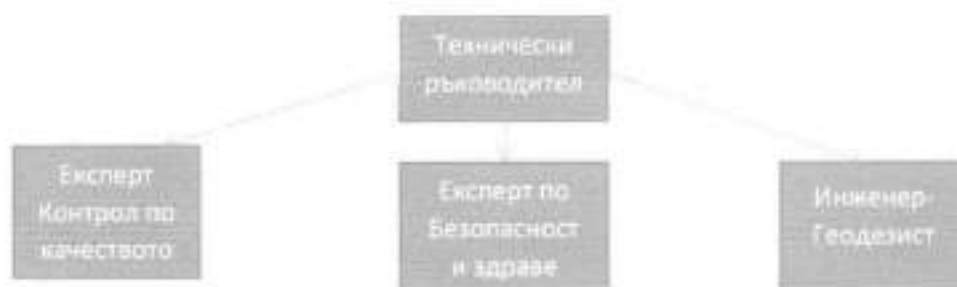 Технически
ръководител
Експерт
Контрол по
качеството
Експерт по
Безопасност
и здраве
Инженер-
Геодезист